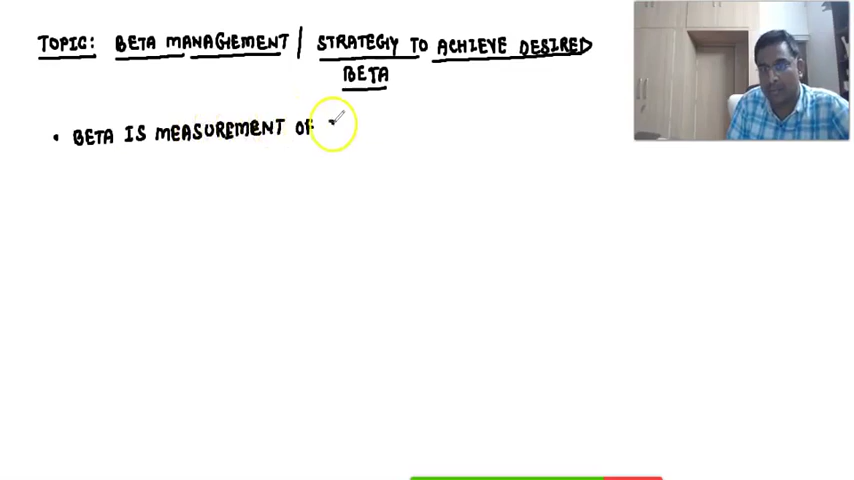 TOPIC: BETA MANAGEMENT / STRATEGY TO ACHIEVE DESIRED
BETA
• BETA IS MEASUREMENT OF